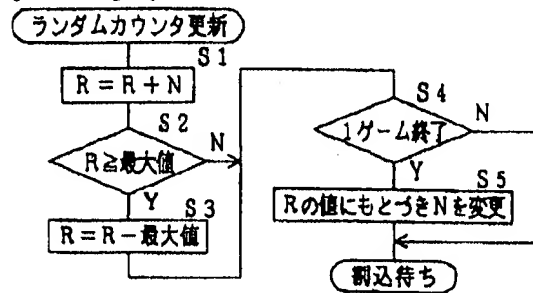 ランダムカウンタ更新
S1
R=R+N
S2
R≧最大値
N
Y
S3
R=R－最大値
S4
1ゲーム終了
N
Y
S5
Rの値にもとづきNを変更
割込待ち